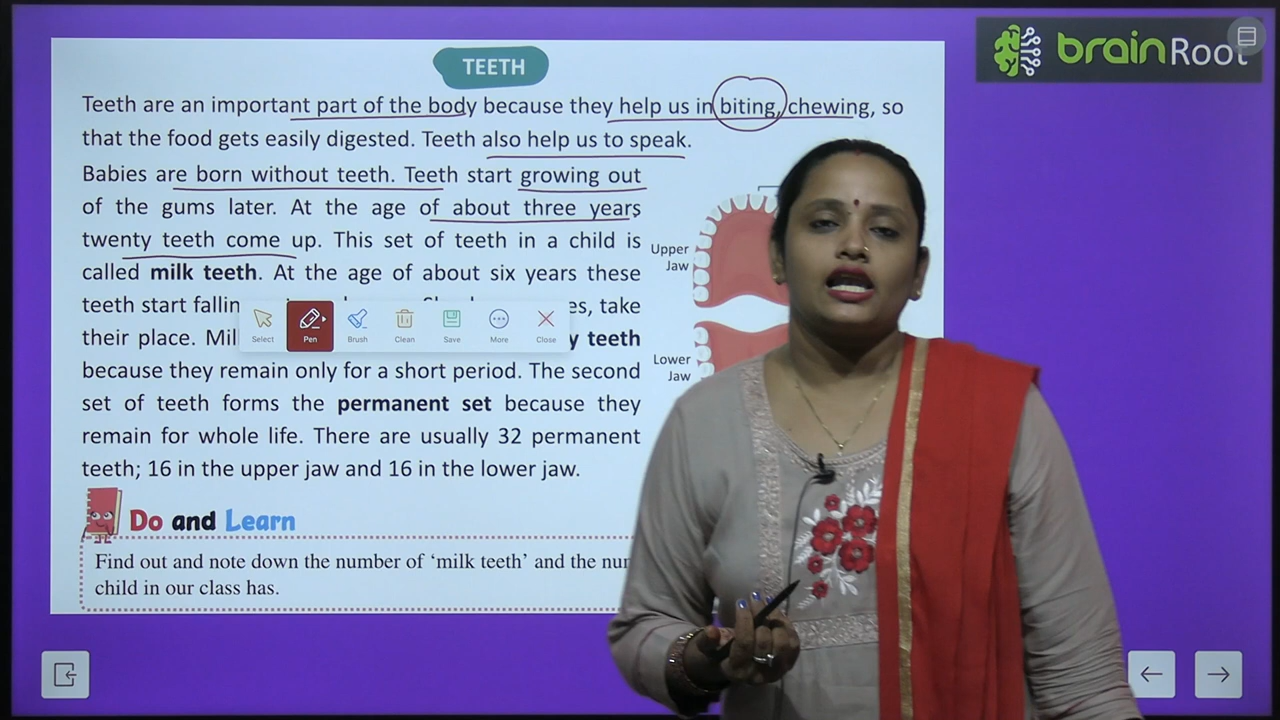 brainRoot
TEETH
Teeth are an important part of the body because they help us in biting, chewing, so
that the food gets easily digested. Teeth also help us to speak.
Babies are born without teeth. Teeth start growing out
of the gums later. At the age of about three years
twenty teeth come up. This set of teeth in a child is
called milk teeth. At the age of about six years these
teeth start take
their place. teeth
because they remain only for a short period. The second
set of teeth forms the permanent set because they
remain for whole life. There are usually 32 permanent
teeth; 16 in the upper jaw and 16 in the lower jaw.
Upper
Jaw
Lower
Jaw
Select Pen Brush Clean Save More Close
Do and Learn
Find out and note down the number of ‘milk teeth’ and the
child in our class has.